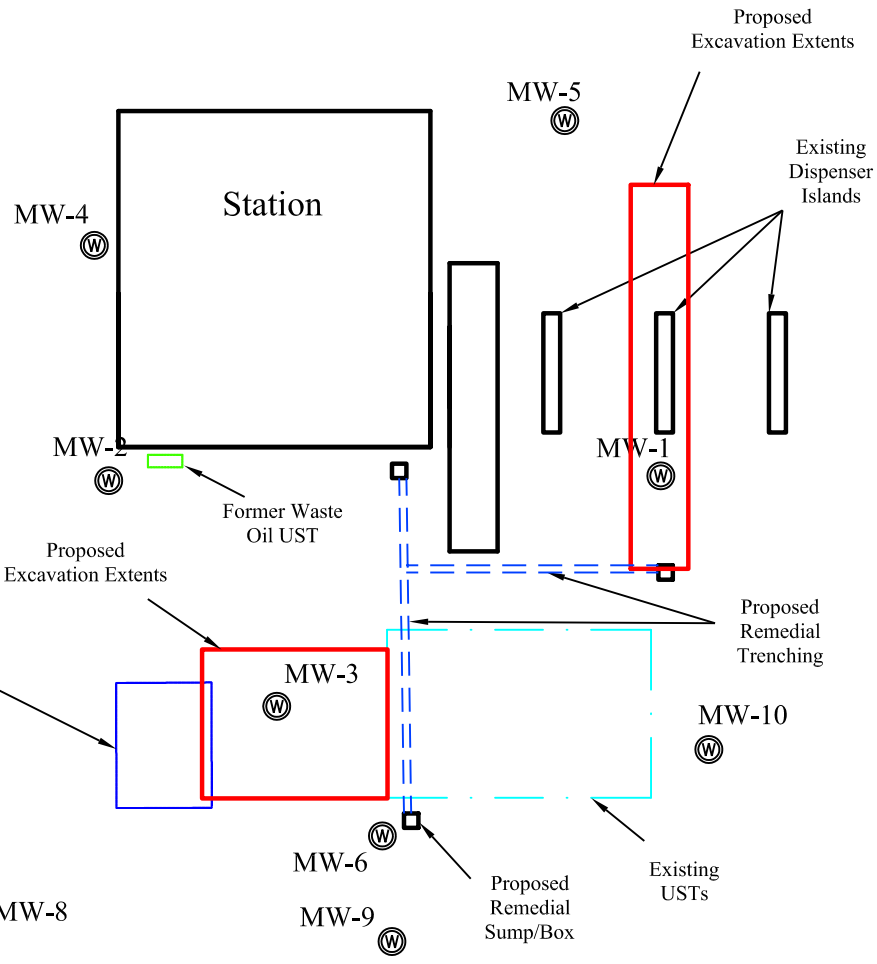 Proposed
Excavation Extents
MW-5
W
Existing
Dispenser
Islands
Station
MW-4
W
MW-2
W
MW-1
W
Former Waste
Oil UST
Proposed
Excavation Extents
Proposed
Remedial
Trenching
MW-3
W
MW-10
W
MW-6
W
Existing
USTs
Proposed
Remedial
Sump/Box
MW-8
MW-9
W